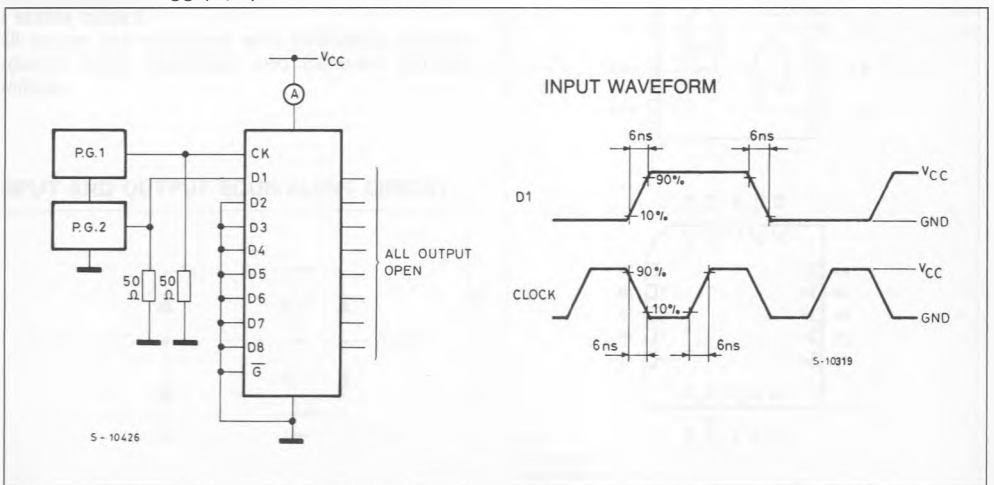 VCC
A
INPUT WAVEFORM
P.G.1
P.G.2
CK
D1
D2
D3
D4
D5
D6
D7
D8
G
50 Ω
50 Ω
ALL OUTPUT
OPEN
S-10426
6ns
6ns
D1
90%
10%
VCC
GND
CLOCK
90%
10%
VCC
GND
6ns
6ns
S-10319